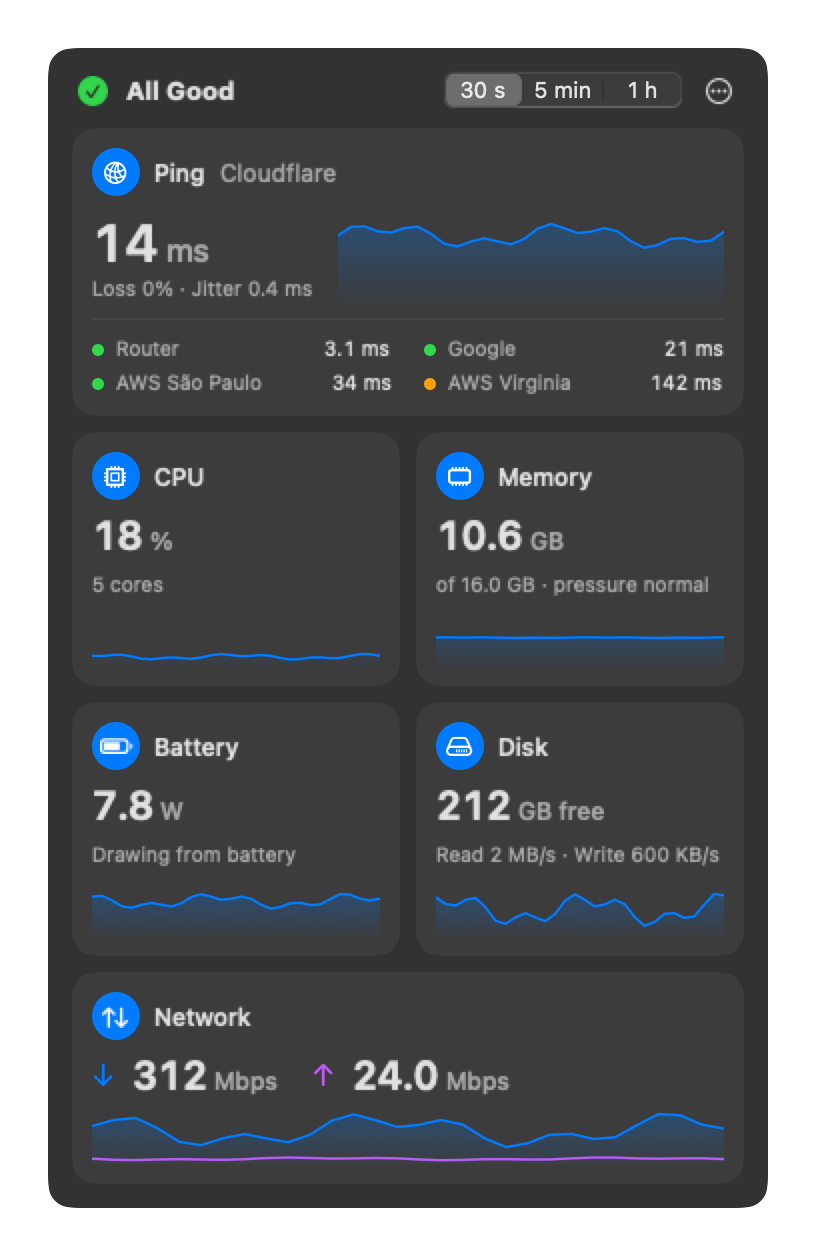 All Good
30 s 5 min 1 h
Ping Cloudflare
14 ms
Loss 0% · Jitter 0.4 ms
Router 3.1 ms
Google 21 ms
AWS São Paulo 34 ms
AWS Virginia 142 ms
CPU
18 %
5 cores
Memory
10.6 GB
of 16.0 GB · pressure normal
Battery
7.8 W
Drawing from battery
Disk
212 GB free
Read 2 MB/s · Write 600 KB/s
Network
↓ 312 Mbps ↑ 24.0 Mbps